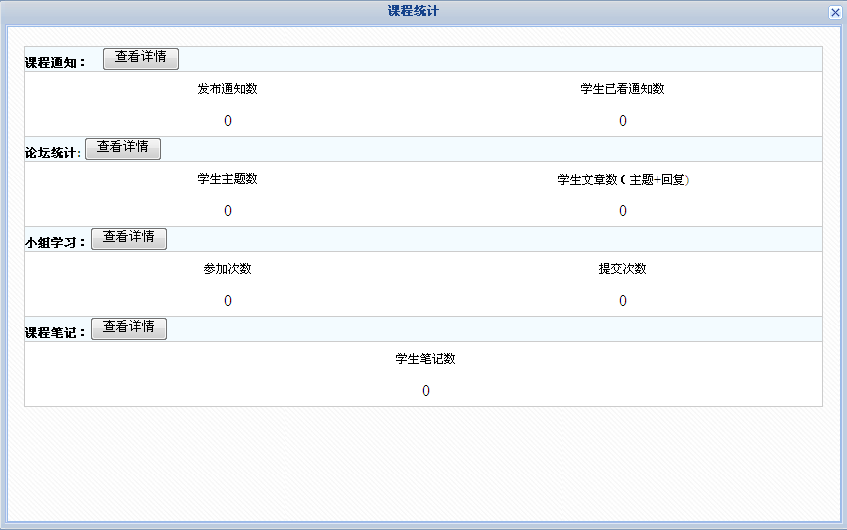 课程统计
课程通知： 查看详情
发布通知数 学生已看通知数
0 0
论坛统计: 查看详情
学生主题数 学生文章数（主题+回复)
0 0
小组学习： 查看详情
参加次数 提交次数
0 0
课程笔记： 查看详情
学生笔记数
0